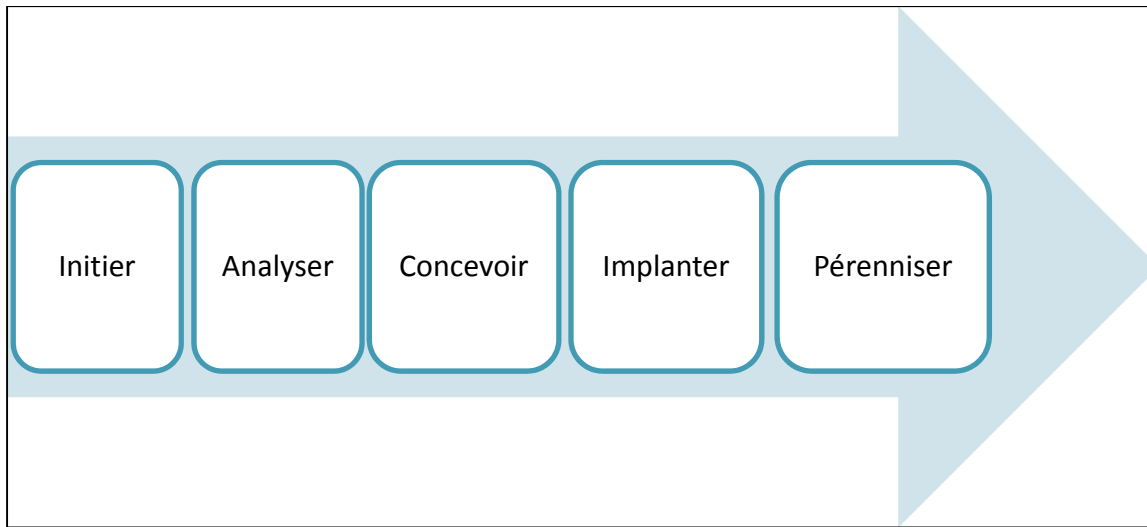 Initier
Analyser
Concevoir
Implanter
Pérenniser